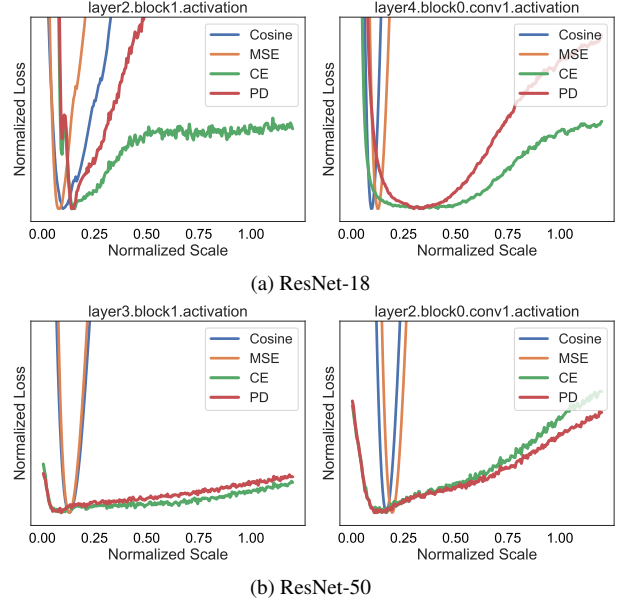 layer2.block1.activation
Normalized Loss
Cosine
MSE
CE
PD
0.00 0.25 0.50 0.75 1.00
Normalized Scale
layer4.block0.conv1.activation
Normalized Loss
Cosine
MSE
CE
PD
0.00 0.25 0.50 0.75 1.00
Normalized Scale
(a) ResNet-18
layer3.block1.activation
Normalized Loss
Cosine
MSE
CE
PD
0.00 0.25 0.50 0.75 1.00
Normalized Scale
layer2.block0.conv1.activation
Normalized Loss
Cosine
MSE
CE
PD
0.00 0.25 0.50 0.75 1.00
Normalized Scale
(b) ResNet-50